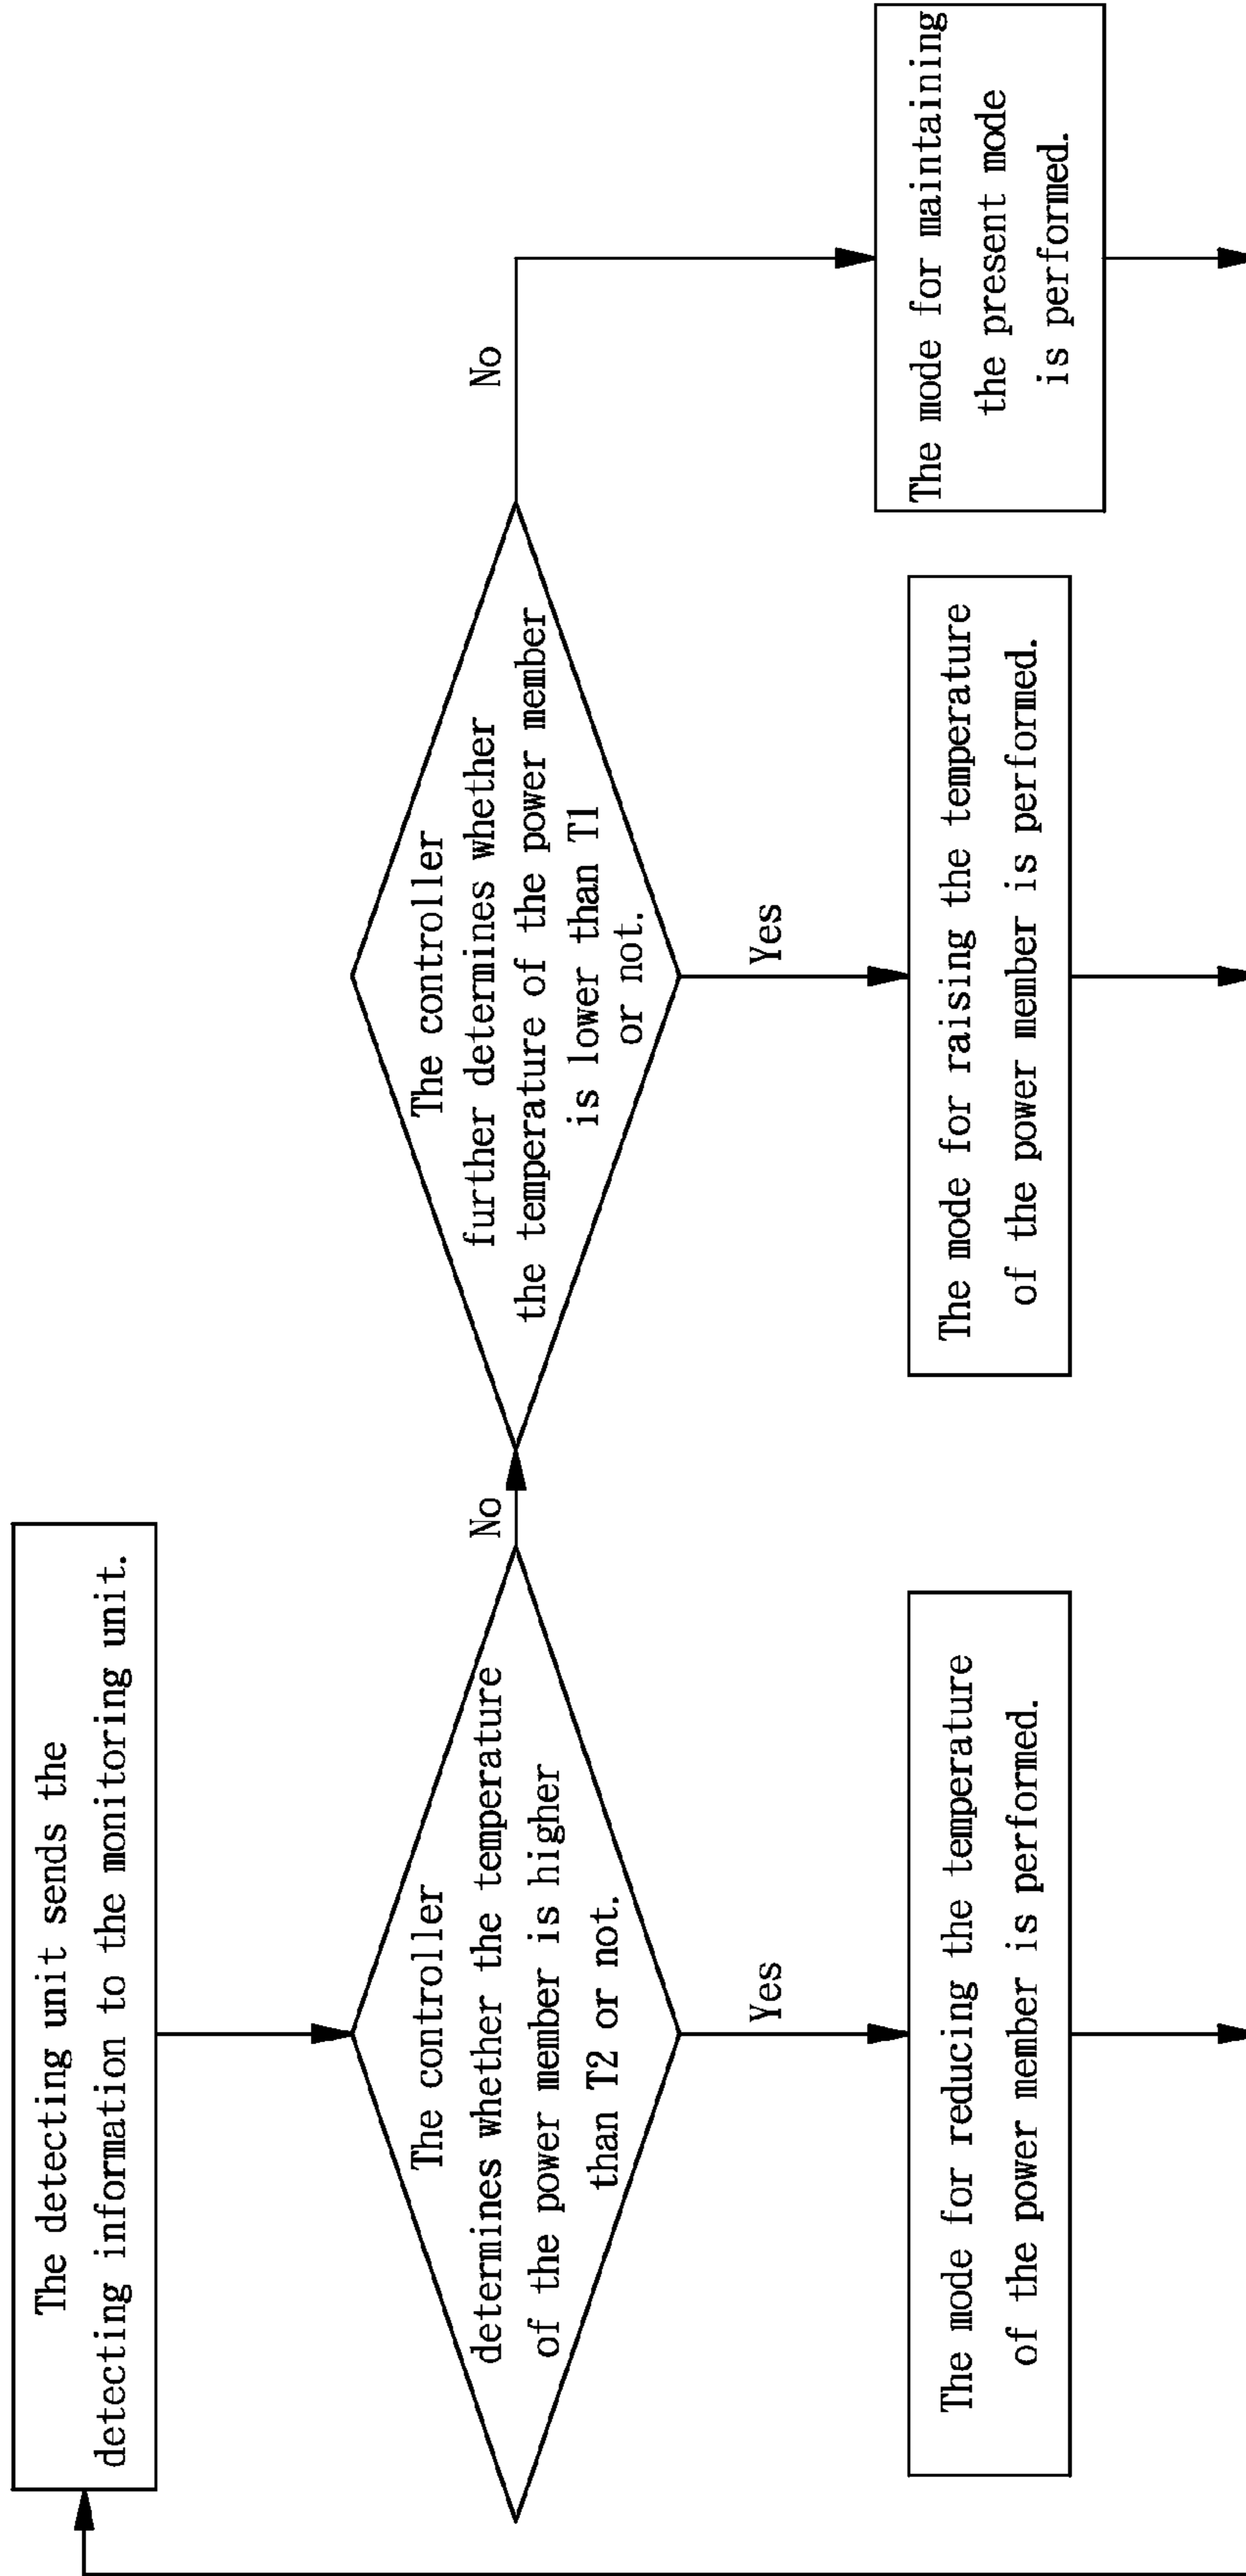 The detecting unit sends the
detecting information to the monitoring unit.
The controller
determines whether the temperature
of the power member is higher
than T2 or not.
No
Yes
The controller
further determines whether
the temperature of the power member
is lower than T1
or not.
No
Yes
The mode for reducing the temperature
of the power member is performed.
The mode for raising the temperature
of the power member is performed.
The mode for maintaining
the present mode
is performed.